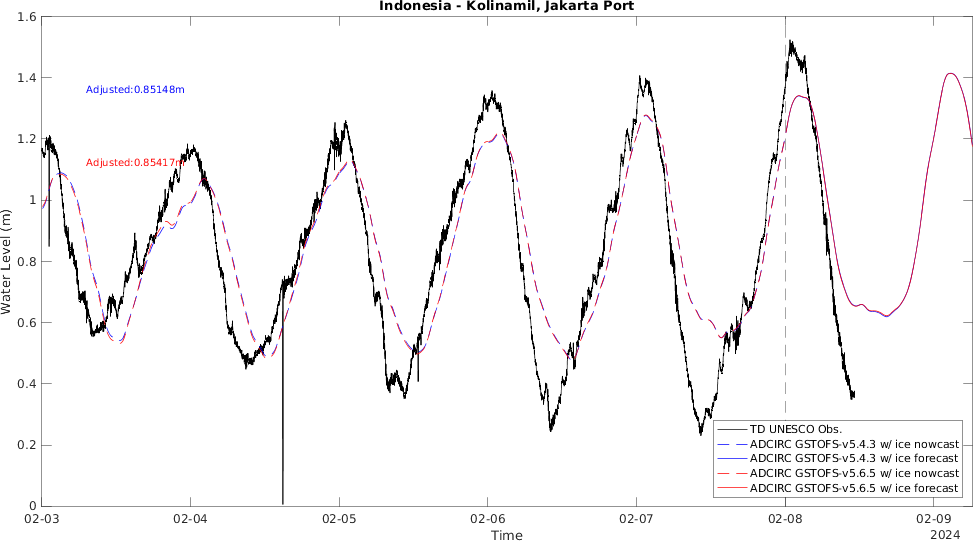 Indonesia - Kolinamil, Jakarta Port
1.6
1.4
1.2
1
0.8
0.6
0.4
0.2
0
Water Level (m)
Adjusted:0.85148m
Adjusted:0.85417m
TD UNESCO Obs.
ADCIRC GSTOFS-v5.4.3 w/ ice nowcast
ADCIRC GSTOFS-v5.4.3 w/ ice forecast
ADCIRC GSTOFS-v5.6.5 w/ ice nowcast
ADCIRC GSTOFS-v5.6.5 w/ ice forecast
02-03 02-04 02-05 02-06 02-07 02-08 02-09
Time
2024